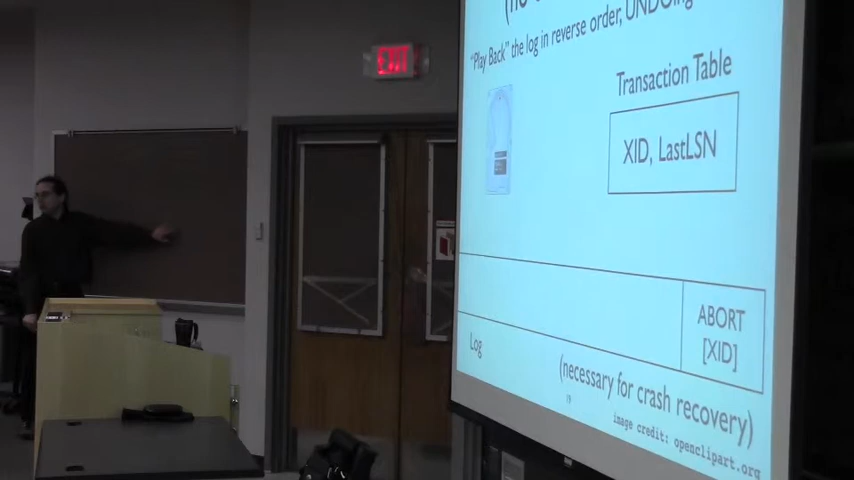 EXIT
"Play Back" the log in reverse order, UNDOing
Transaction Table
XID, LastLSN
ABORT
[XID]
Log
(necessary for crash recovery)
19
image credit: openclipart.org